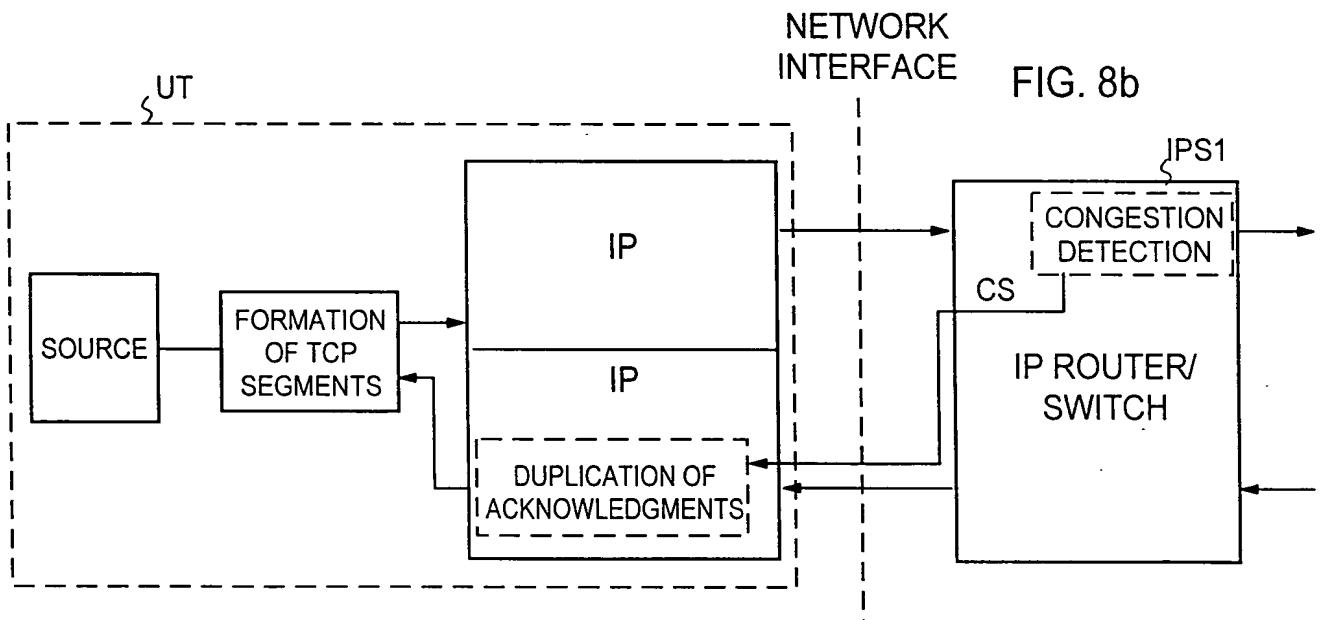 NETWORK
INTERFACE
FIG. 8b
UT
IPS1
CONGESTION
DETECTION
IP
CS
SOURCE
FORMATION
OF TCP
SEGMENTS
IP
IP ROUTER/
SWITCH
DUPLICATION OF
ACKNOWLEDGMENTS